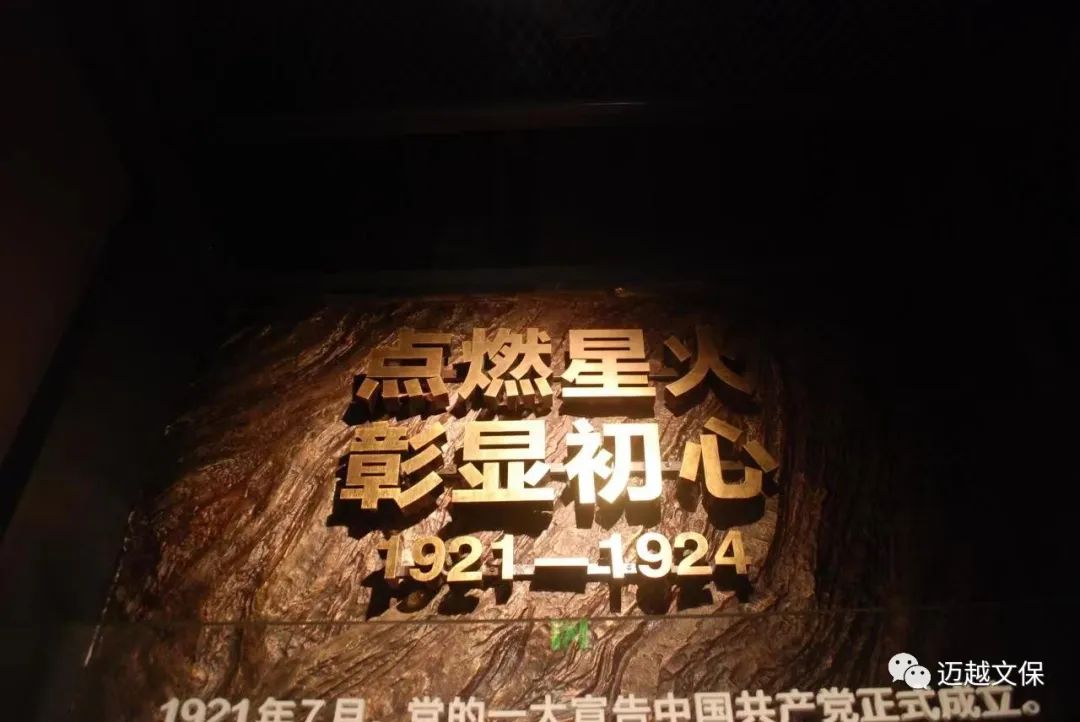 点燃星火
彰显初心
1921—1924
1921年7月，党的一大宣告中国共产党正式成立。
迈越文保